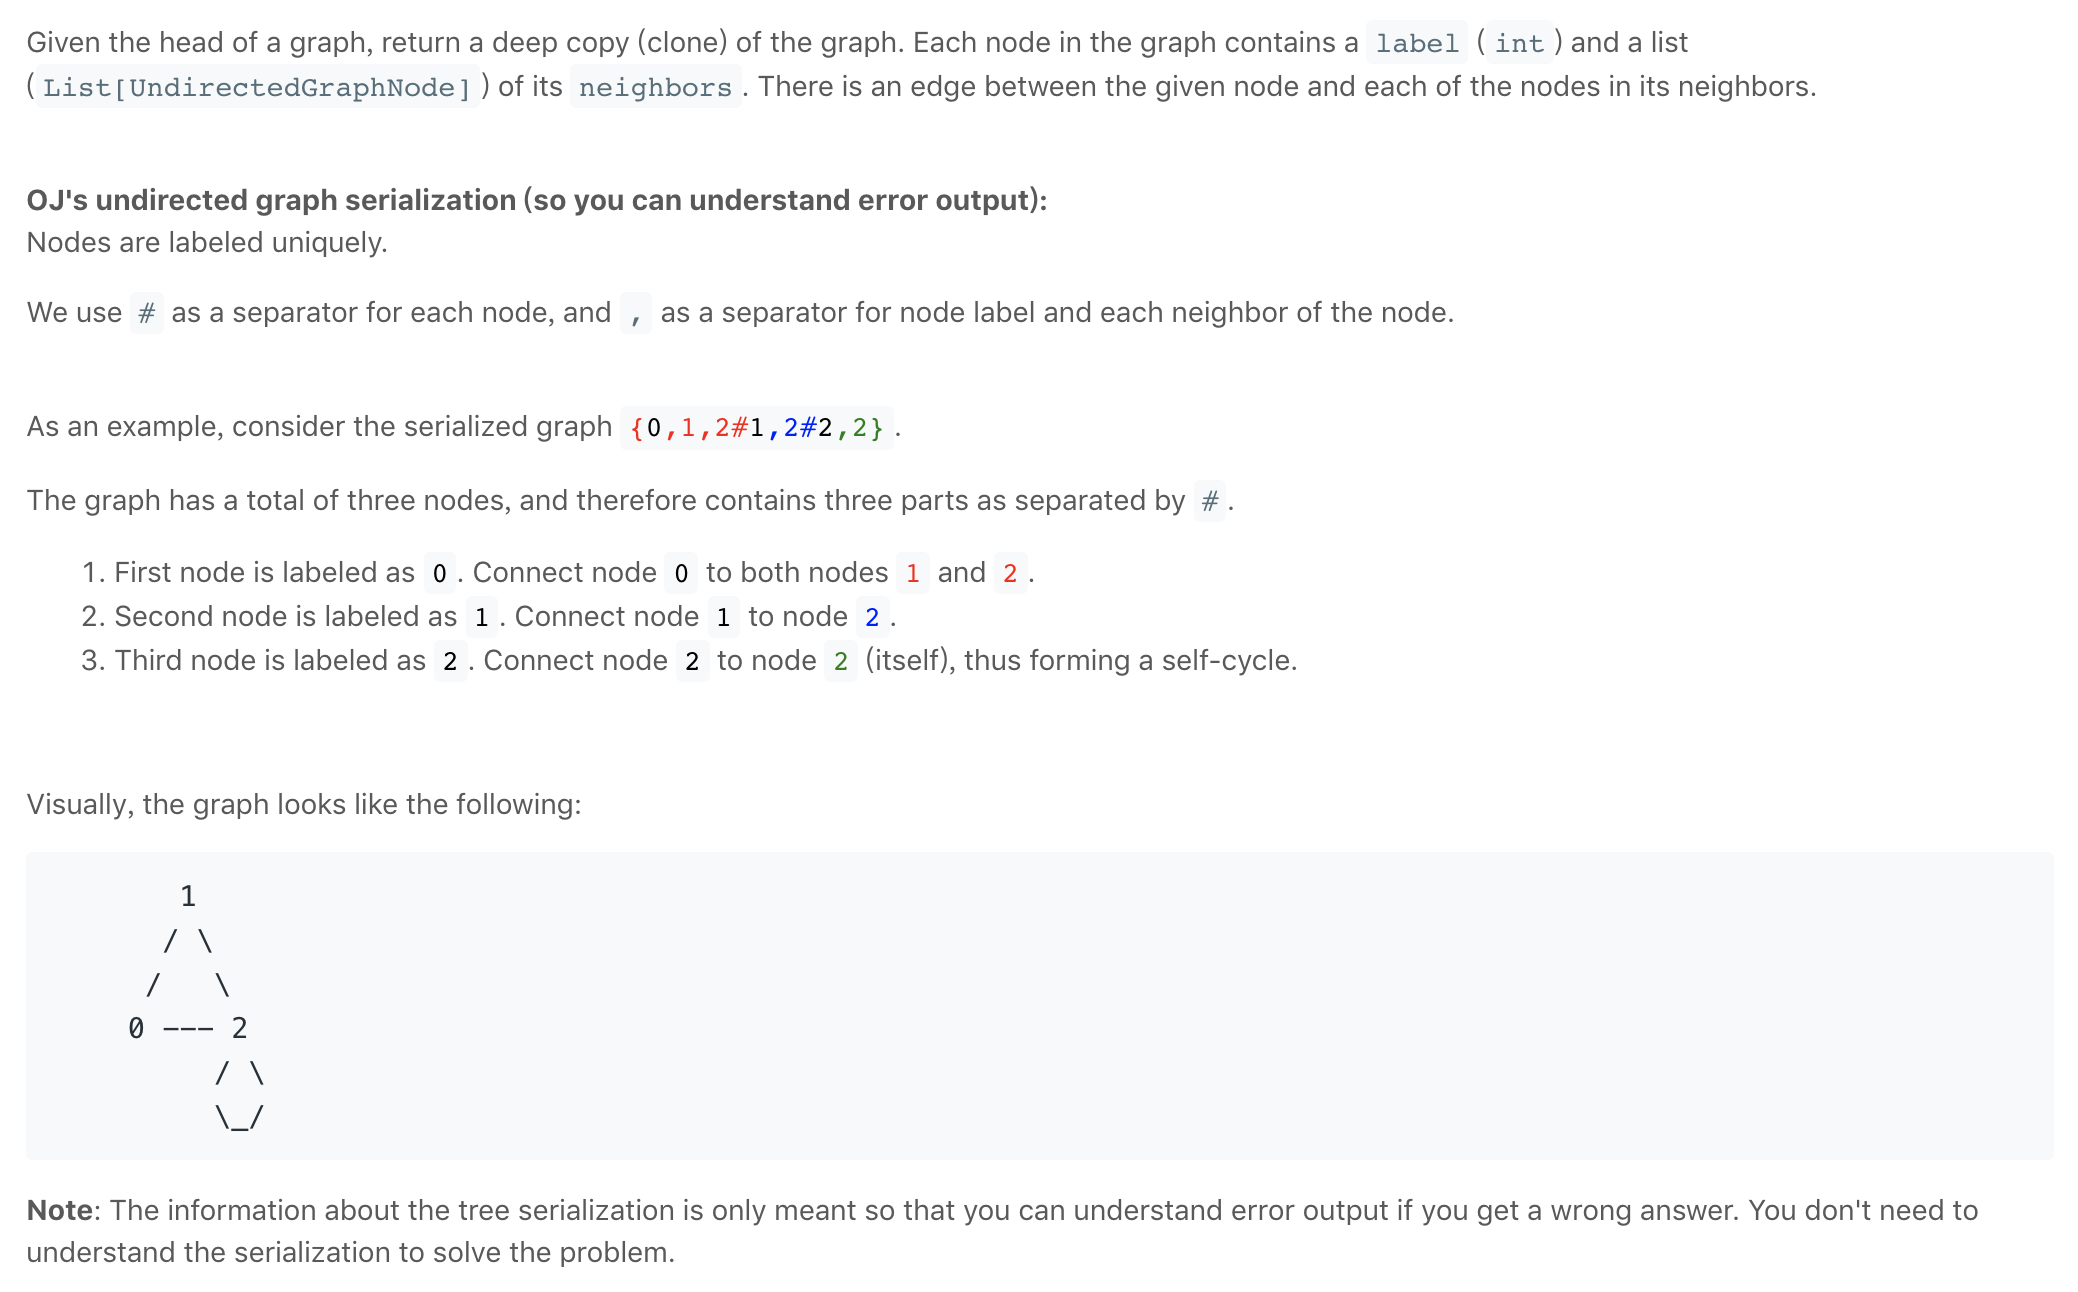 Given the head of a graph, return a deep copy (clone) of the graph. Each node in the graph contains a label (int) and a list
(List[UndirectedGraphNode]) of its neighbors. There is an edge between the given node and each of the nodes in its neighbors.
OJ's undirected graph serialization (so you can understand error output):
Nodes are labeled uniquely.
We use # as a separator for each node, and , as a separator for node label and each neighbor of the node.
As an example, consider the serialized graph {0,1,2#1,2#2,2}.
The graph has a total of three nodes, and therefore contains three parts as separated by #.
1. First node is labeled as 0. Connect node 0 to both nodes 1 and 2.
2. Second node is labeled as 1. Connect node 1 to node 2.
3. Third node is labeled as 2. Connect node 2 to node 2 (itself), thus forming a self-cycle.
Visually, the graph looks like the following:
1
/ \
/   \
0 --- 2
/ \
\_/
Note: The information about the tree serialization is only meant so that you can understand error output if you get a wrong answer. You don't need to
understand the serialization to solve the problem.